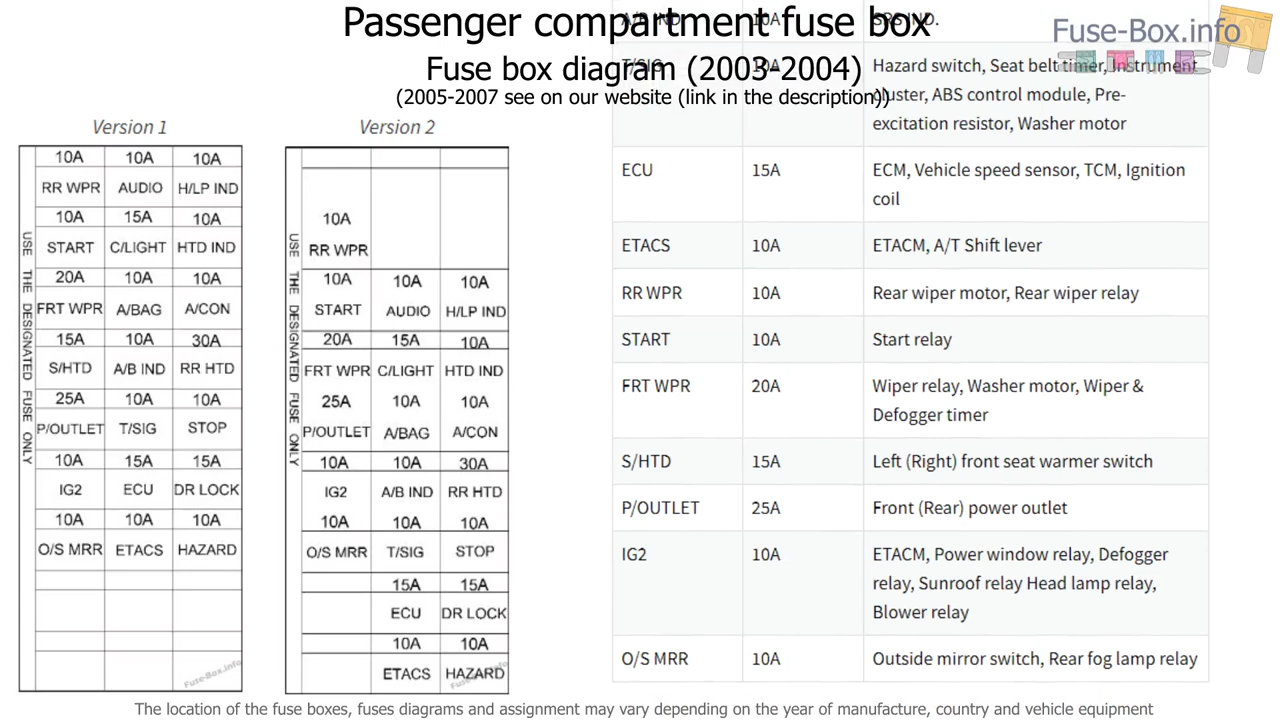 Passenger compartment fuse box
Fuse box diagram (2003-2004)
(2005-2007 see on our website (link in the description))
Fuse-Box.info
Version 1
10A 10A 10A
RR WPR AUDIO H/LP IND
10A 15A 10A
START C/LIGHT HTD IND
20A 10A 10A
FRT WPR A/BAG A/CON
15A 10A 30A
S/HTD A/B IND RR HTD
25A 10A 10A
P/OUTLET T/SIG STOP
10A 15A 15A
IG2 ECU DR LOCK
10A 10A 10A
O/S MRR ETACS HAZARD
USE THE DESIGNATED FUSE ONLY
Fuse-Box.info
Version 2
10A
RR WPR
10A 10A 10A
START AUDIO H/LP IND
20A 15A 10A
FRT WPR C/LIGHT HTD IND
25A 10A 10A
P/OUTLET A/BAG A/CON
10A 10A 30A
IG2 A/B IND RR HTD
10A 10A 10A
O/S MRR T/SIG STOP
15A 15A
ECU DR LOCK
10A 10A
ETACS HAZARD
USE THE DESIGNATED FUSE ONLY
Fuse-Box.info
A/B IND 10A SRS IND.
T/SIG 10A Hazard switch, Seat belt timer, Instrument
cluster, ABS control module, Pre-
excitation resistor, Washer motor
ECU 15A ECM, Vehicle speed sensor, TCM, Ignition
coil
ETACS 10A ETACM, A/T Shift lever
RR WPR 10A Rear wiper motor, Rear wiper relay
START 10A Start relay
FRT WPR 20A Wiper relay, Washer motor, Wiper &
Defogger timer
S/HTD 15A Left (Right) front seat warmer switch
P/OUTLET 25A Front (Rear) power outlet
IG2 10A ETACM, Power window relay, Defogger
relay, Sunroof relay Head lamp relay,
Blower relay
O/S MRR 10A Outside mirror switch, Rear fog lamp relay
The location of the fuse boxes, fuses diagrams and assignment may vary depending on the year of manufacture, country and vehicle equipment